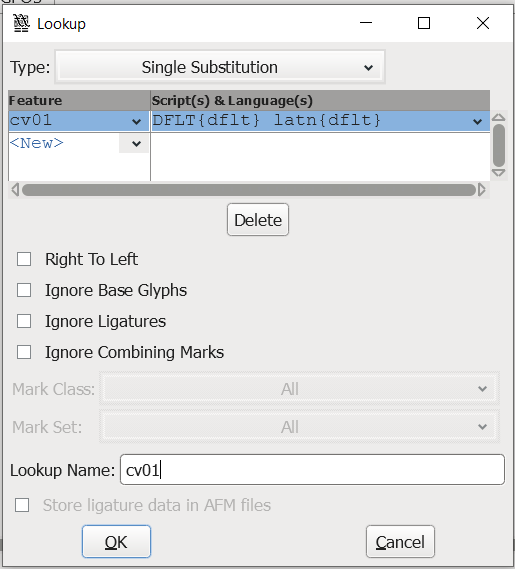 GPOS
Lookup
Type: Single Substitution
Feature Script(s) & Language(s)
cv01 DFLT{dflt} latn{dflt}
<New>
Delete
Right To Left
Ignore Base Glyphs
Ignore Ligatures
Ignore Combining Marks
Mark Class: All
Mark Set: All
Lookup Name: cv01
Store ligature data in AFM files
OK Cancel